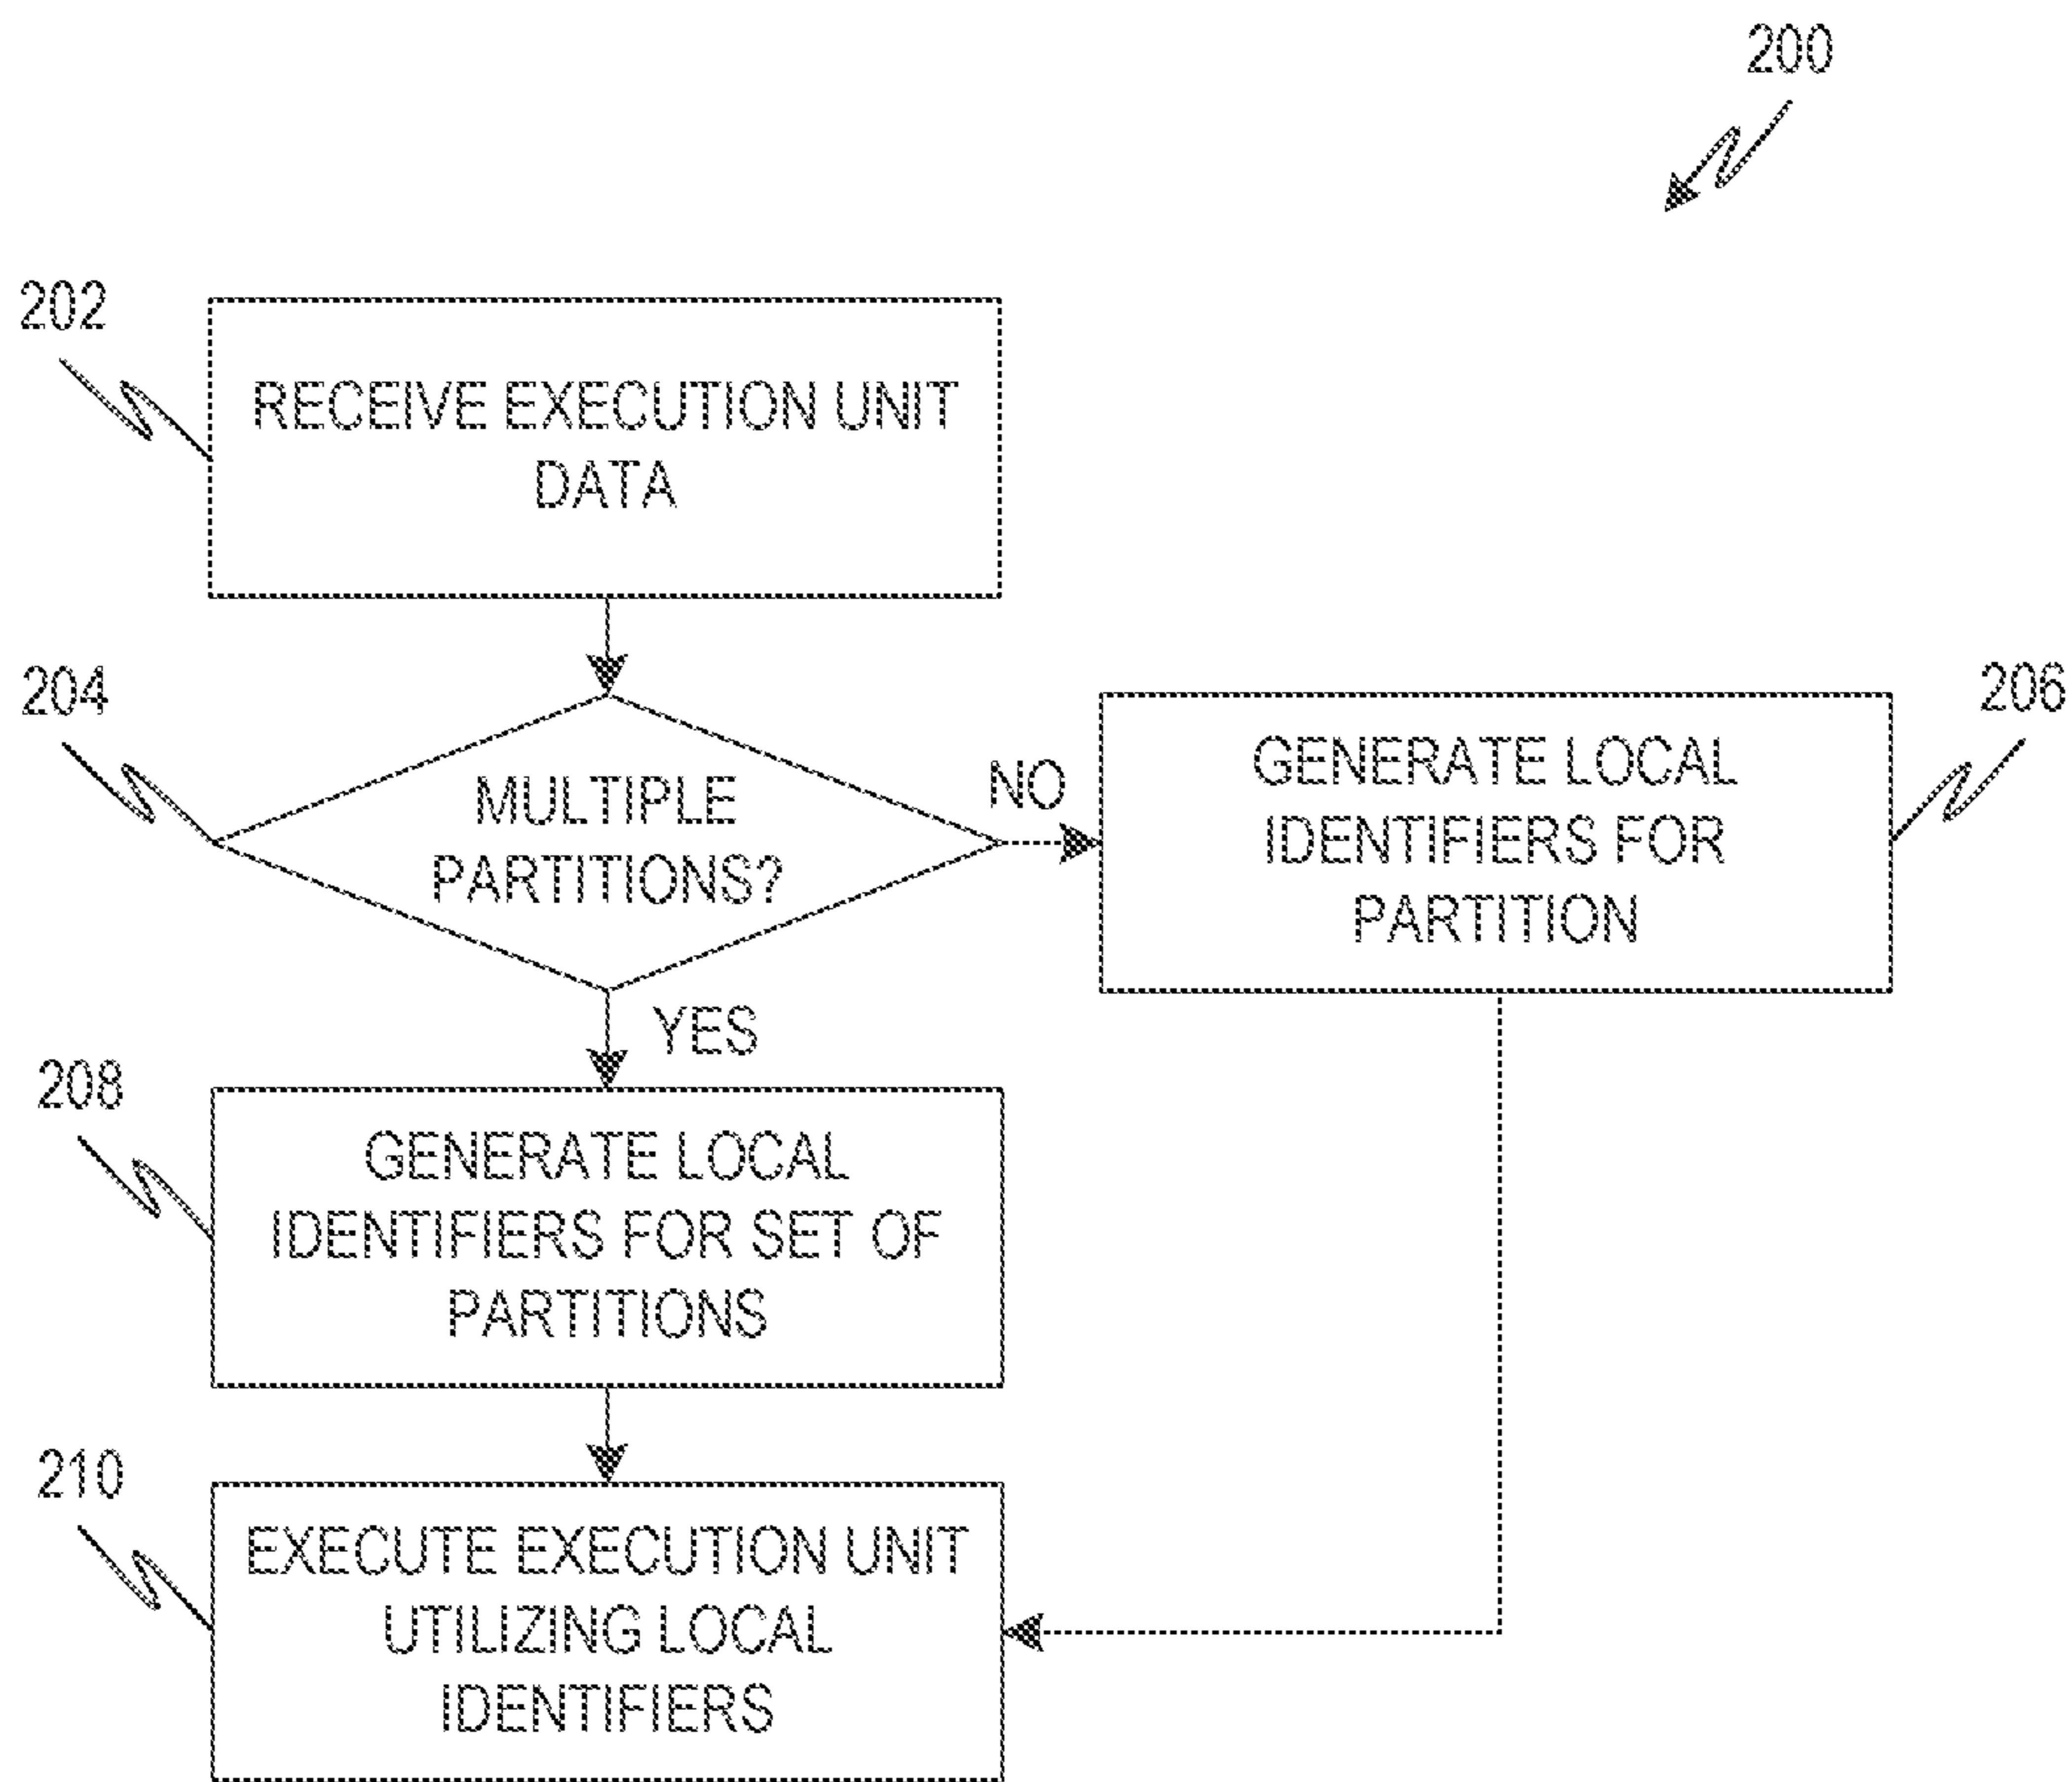 200
202
RECEIVE EXECUTION UNIT
DATA
204
MULTIPLE
PARTITIONS?
NO
206
GENERATE LOCAL
IDENTIFIERS FOR
PARTITION
YES
208
GENERATE LOCAL
IDENTIFIERS FOR SET OF
PARTITIONS
210
EXECUTE EXECUTION UNIT
UTILIZING LOCAL
IDENTIFIERS